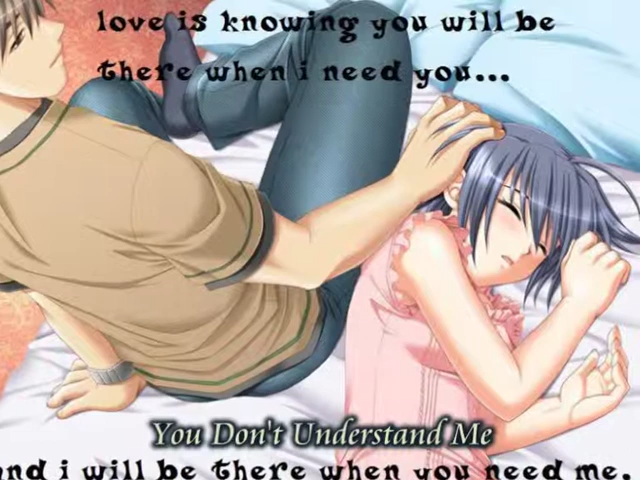 love is knowing you will be
there when i need you...
You Don't Understand Me
and i will be there when you need me.